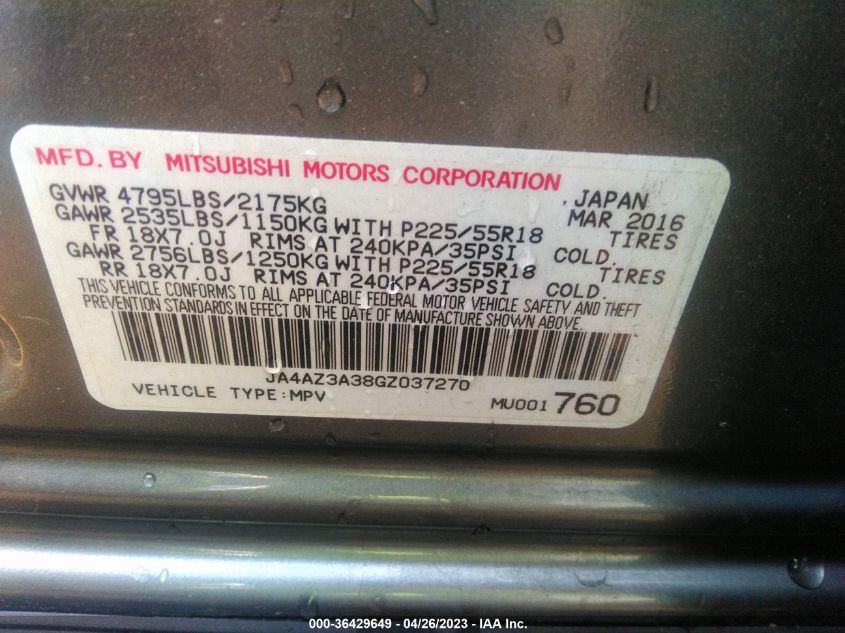 MFD. BY MITSUBISHI MOTORS CORPORATION
GVWR 4795LBS/2175KG JAPAN
GAWR 2535LBS/1150KG WITH P225/55R18 MAR 2016
FR 18X7.0J RIMS AT 240KPA/35PSI COLD. TIRES
GAWR 2756LBS/1250KG WITH P225/55R18 TIRES
RR 18X7.0J RIMS AT 240KPA/35PSI COLD.
THIS VEHICLE CONFORMS TO ALL APPLICABLE FEDERAL MOTOR VEHICLE SAFETY AND THEFT
PREVENTION STANDARDS IN EFFECT ON THE DATE OF MANUFACTURE SHOWN ABOVE.
JA4AZ3A38GZ037270
VEHICLE TYPE:MPV MU001 760
000-36429649 - 04/26/2023 - IAA Inc.